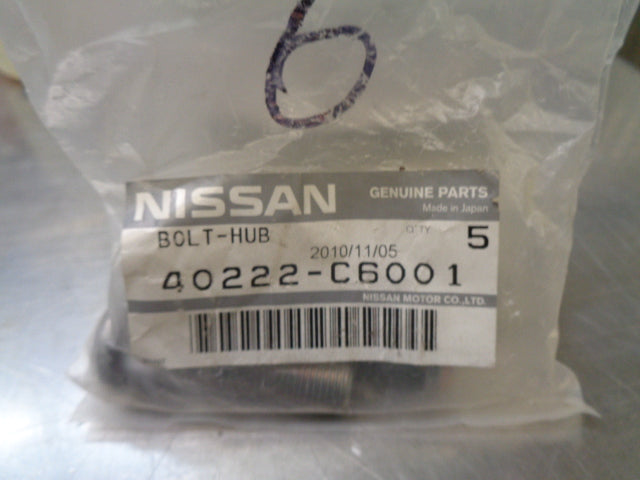 6
NISSAN GENUINE PARTS
Made in Japan
BOLT-HUB Q'TY 5
2010/11/05
40222-C6001
NISSAN MOTOR CO.,LTD.